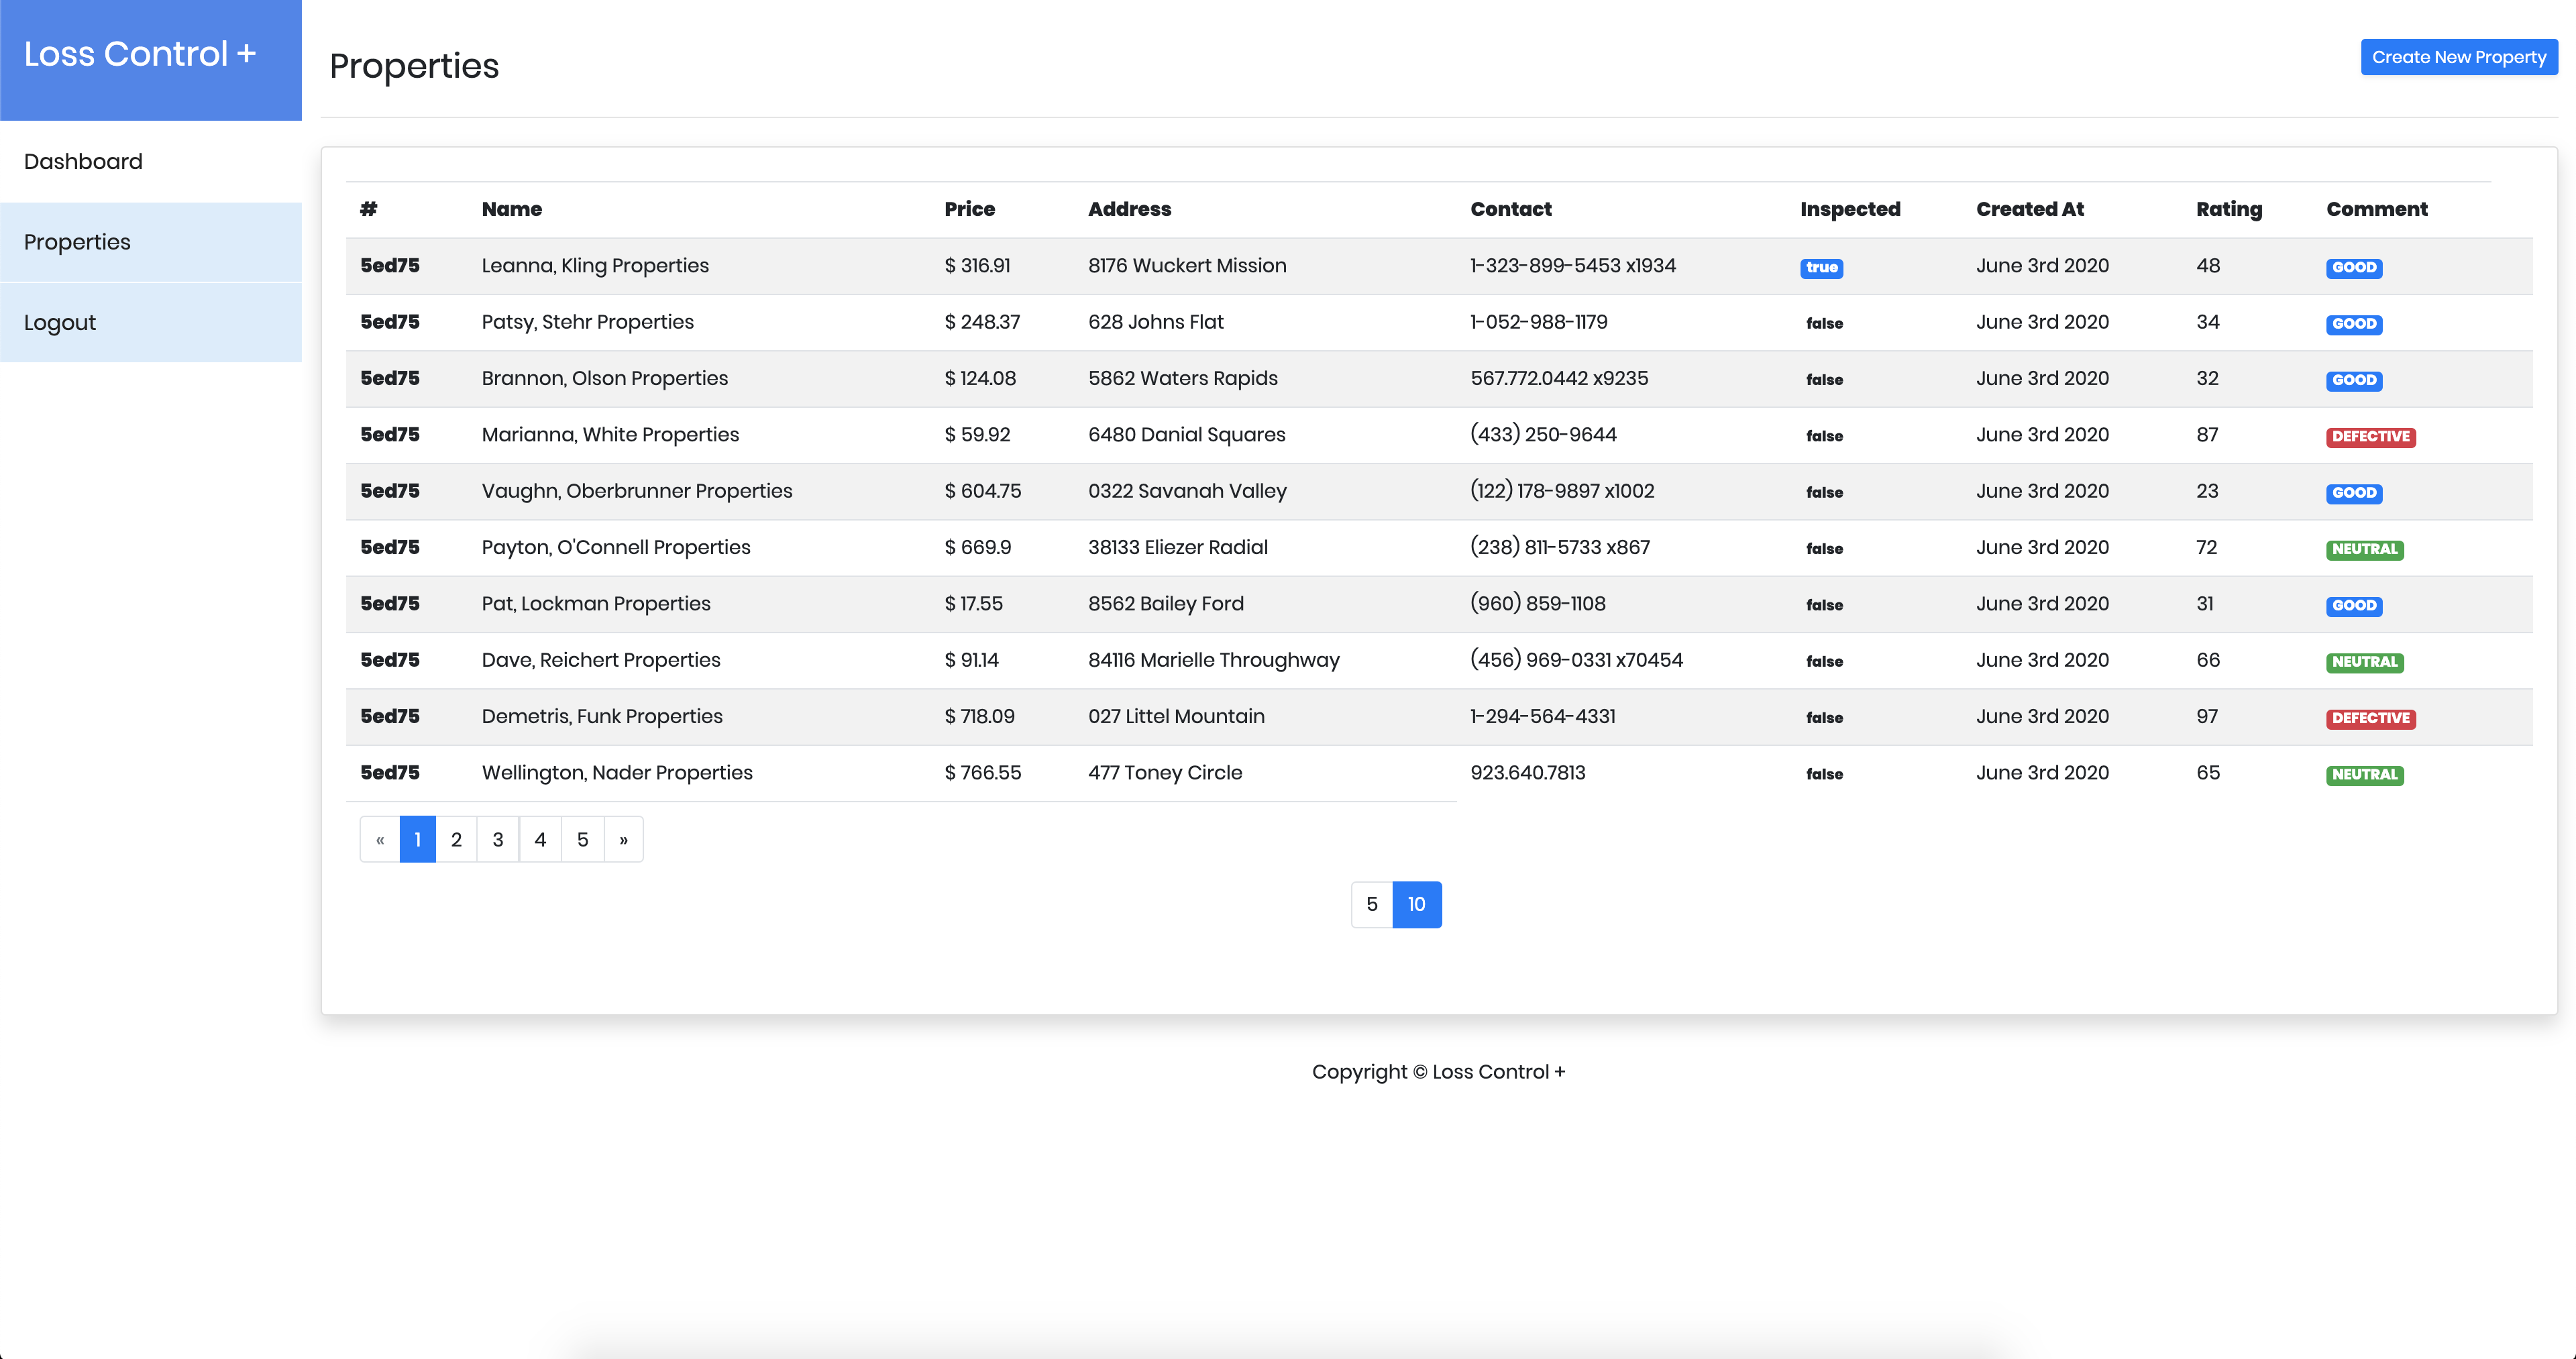 Loss Control +
Dashboard
Properties
Logout
Properties
Create New Property
# Name Price Address Contact Inspected Created At Rating Comment
5ed75 Leanna, Kling Properties $ 316.91 8176 Wuckert Mission 1-323-899-5453 x1934 true June 3rd 2020 48 GOOD
5ed75 Patsy, Stehr Properties $ 248.37 628 Johns Flat 1-052-988-1179 false June 3rd 2020 34 GOOD
5ed75 Brannon, Olson Properties $ 124.08 5862 Waters Rapids 567.772.0442 x9235 false June 3rd 2020 32 GOOD
5ed75 Marianna, White Properties $ 59.92 6480 Danial Squares (433) 250-9644 false June 3rd 2020 87 DEFECTIVE
5ed75 Vaughn, Oberbrunner Properties $ 604.75 0322 Savanah Valley (122) 178-9897 x1002 false June 3rd 2020 23 GOOD
5ed75 Payton, O'Connell Properties $ 669.9 38133 Eliezer Radial (238) 811-5733 x867 false June 3rd 2020 72 NEUTRAL
5ed75 Pat, Lockman Properties $ 17.55 8562 Bailey Ford (960) 859-1108 false June 3rd 2020 31 GOOD
5ed75 Dave, Reichert Properties $ 91.14 84116 Marielle Throughway (456) 969-0331 x70454 false June 3rd 2020 66 NEUTRAL
5ed75 Demetris, Funk Properties $ 718.09 027 Littel Mountain 1-294-564-4331 false June 3rd 2020 97 DEFECTIVE
5ed75 Wellington, Nader Properties $ 766.55 477 Toney Circle 923.640.7813 false June 3rd 2020 65 NEUTRAL
« 1 2 3 4 5 »
5 10
Copyright © Loss Control +